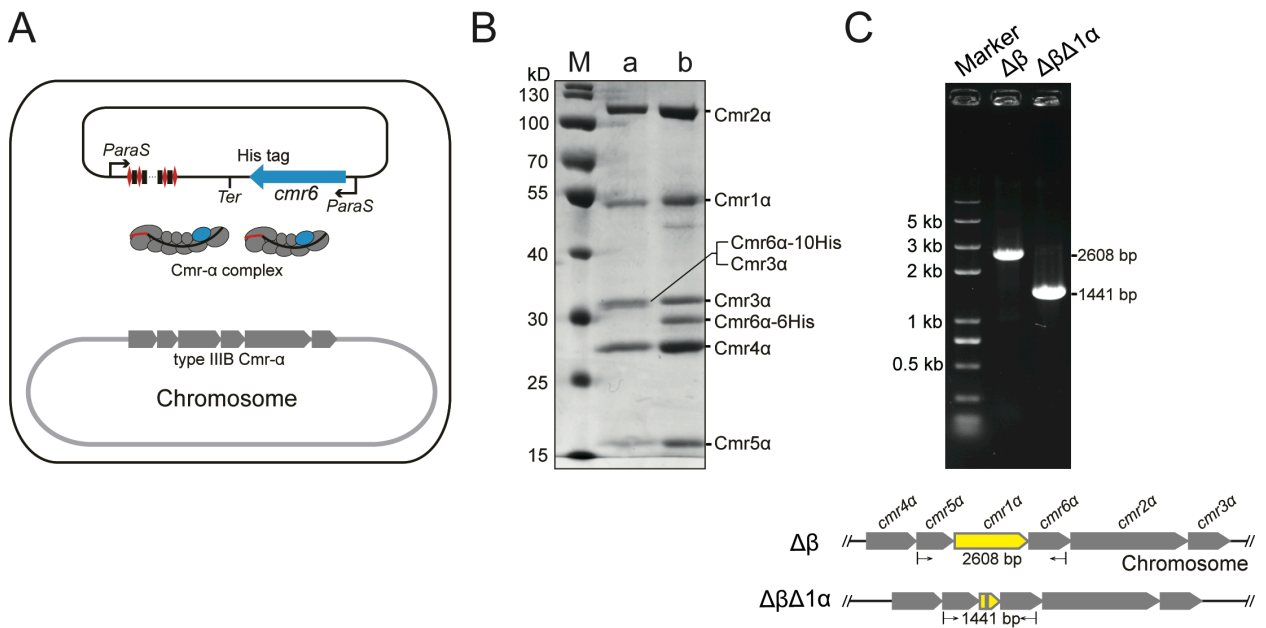 A
ParaS
His tag
Ter
cmr6
ParaS
Cmr-α complex
type IIIB Cmr-α
Chromosome
B
kD
M
a
b
130
100
70
55
40
30
25
15
Cmr2α
Cmr1α
Cmr6α-10His
Cmr3α
Cmr3α
Cmr6α-6His
Cmr4α
Cmr5α
C
Marker
Δβ
ΔβΔ1α
5 kb
3 kb
2 kb
1 kb
0.5 kb
2608 bp
1441 bp
cmr4α
cmr5α
cmr1α
cmr6α
cmr2α
cmr3α
Δβ
2608 bp
Chromosome
ΔβΔ1α
1441 bp